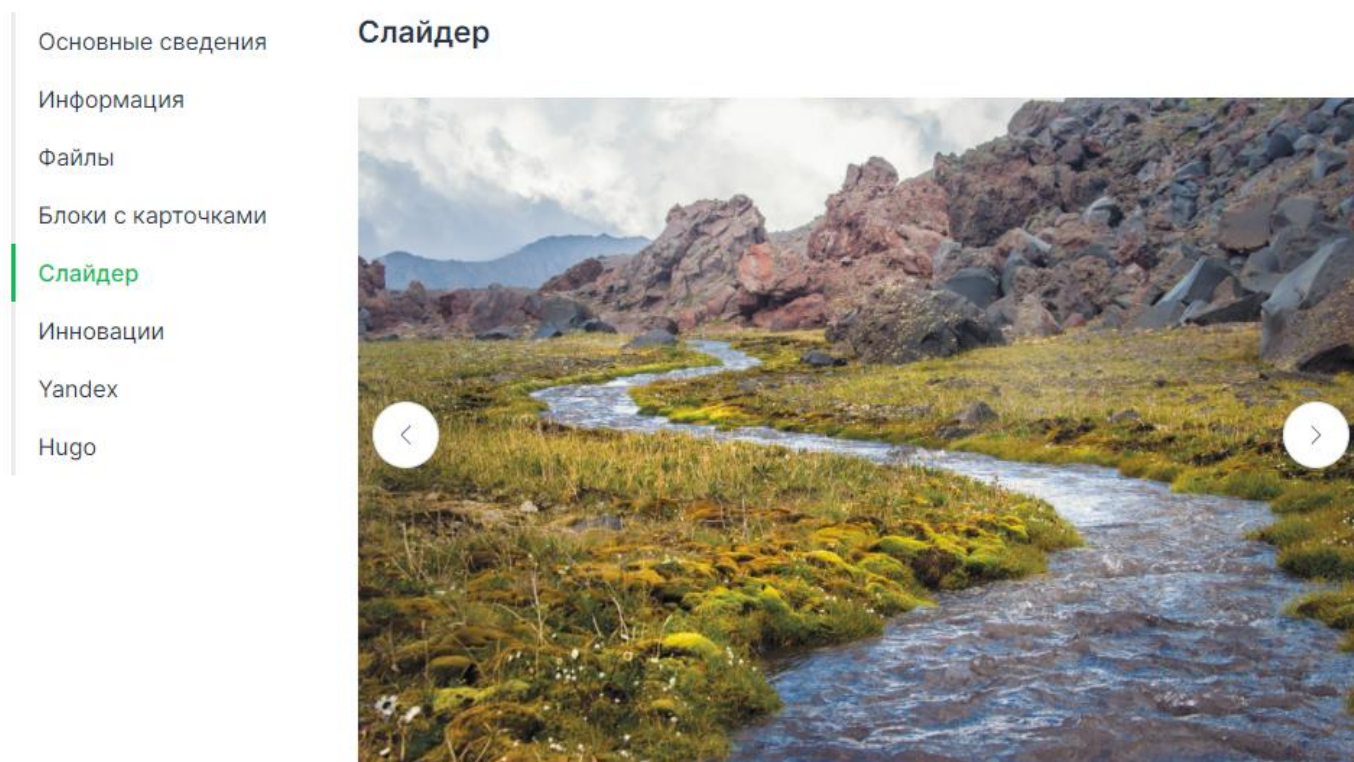 Основные сведения
Информация
Файлы
Блоки с карточками
Слайдер
Инновации
Yandex
Hugo
Слайдер